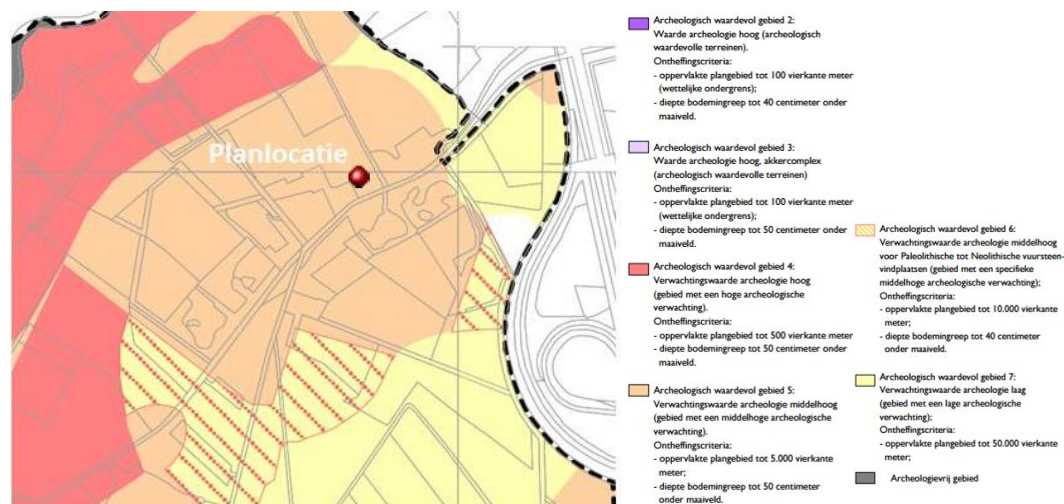 Planlocatie
Archeologisch waardevol gebied 2:
Waarde archeologie hoog (archeologisch
waardevolle terreinen).
Ontheffingscriteria:
- oppervlakte plangebied tot 100 vierkante meter
(wettelijke ondergrens);
- diepte bodemingreep tot 40 centimeter onder
maaiveld.
Archeologisch waardevol gebied 3:
Waarde archeologie hoog, akkercomplex
(archeologisch waardevolle terreinen)
Ontheffingscriteria:
- oppervlakte plangebied tot 100 vierkante meter
(wettelijke ondergrens);
- diepte bodemingreep tot 50 centimeter onder
maaiveld.
Archeologisch waardevol gebied 4:
Verwachtingswaarde archeologie hoog
(gebied met een hoge archeologische
verwachting).
Ontheffingscriteria:
- oppervlakte plangebied tot 500 vierkante meter
- diepte bodemingreep tot 50 centimeter onder
maaiveld.
Archeologisch waardevol gebied 5:
Verwachtingswaarde archeologie middelhoog
(gebied met een middelhoge archeologische
verwachting).
Ontheffingscriteria:
- oppervlakte plangebied tot 5.000 vierkante
meter;
- diepte bodemingreep tot 50 centimeter
onder maaiveld.
Archeologisch waardevol gebied 6:
Verwachtingswaarde archeologie middelhoog
voor Paleolithische tot Neolithische vuursteen-
vindplaatsen (gebied met een specifieke
middelhoge archeologische verwachting);
Ontheffingscriteria:
- oppervlakte plangebied tot 10.000 vierkante
meter;
- diepte bodemingreep tot 40 centimeter
onder maaiveld.
Archeologisch waardevol gebied 7:
Verwachtingswaarde archeologie laag
(gebied met een lage archeologische
verwachting);
Ontheffingscriteria:
- oppervlakte plangebied tot 50.000 vierkante
meter;
Archeologievrij gebied